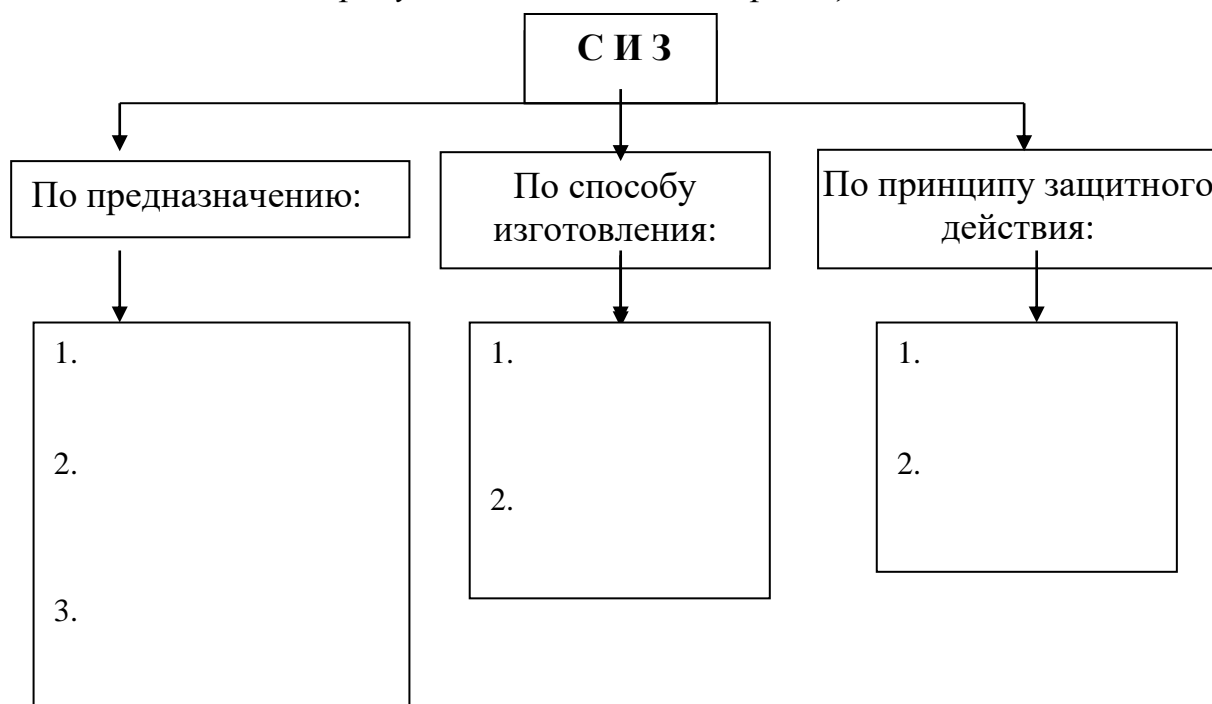 С И З
По предназначению:
По способу
изготовления:
По принципу защитного
действия:
1.
2.
3.
1.
2.
1.
2.